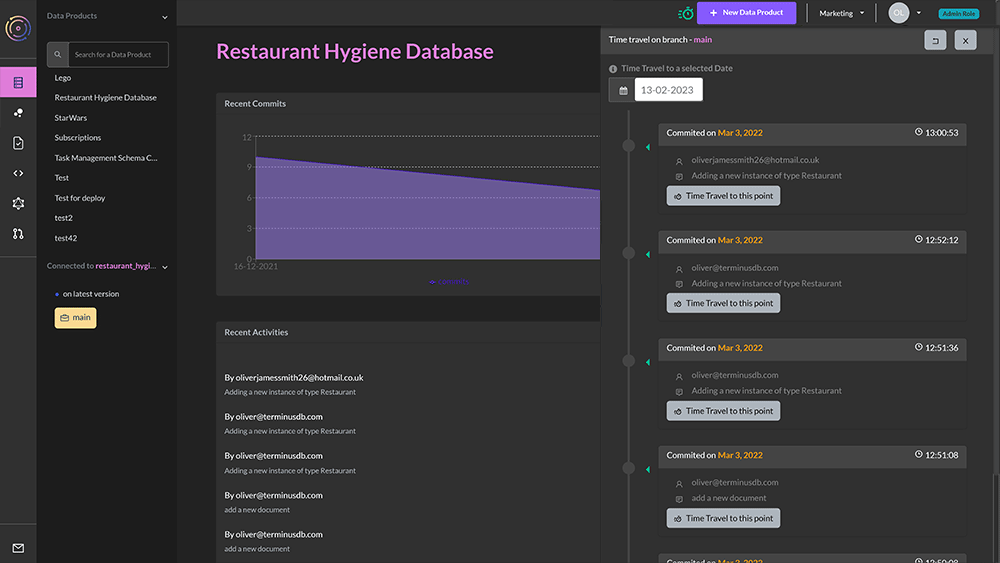 Data Products
Search for a Data Product
Lego
Restaurant Hygiene Database
StarWars
Subscriptions
Task Management Schema C...
Test
Test for deploy
test2
test42
Connected to restaurant_hygi...
on latest version
main
New Data Product
Marketing
OL
Admin Role
Restaurant Hygiene Database
Recent Commits
12
9
6
3
0
16-12-2021
Recent Activities
By oliverjamessmith26@hotmail.co.uk
Adding a new instance of type Restaurant
By oliver@terminusdb.com
Adding a new instance of type Restaurant
By oliver@terminusdb.com
Adding a new instance of type Restaurant
By oliver@terminusdb.com
add a new document
By oliver@terminusdb.com
add a new document
Time travel on branch - main
x
Time Travel to a selected Date
13-02-2023
Commited on Mar 3, 2022 13:00:53
oliverjamessmith26@hotmail.co.uk
Adding a new instance of type Restaurant
Time Travel to this point
Commited on Mar 3, 2022 12:52:12
oliver@terminusdb.com
Adding a new instance of type Restaurant
Time Travel to this point
Commited on Mar 3, 2022 12:51:36
oliver@terminusdb.com
Adding a new instance of type Restaurant
Time Travel to this point
Commited on Mar 3, 2022 12:51:08
oliver@terminusdb.com
add a new document
Time Travel to this point